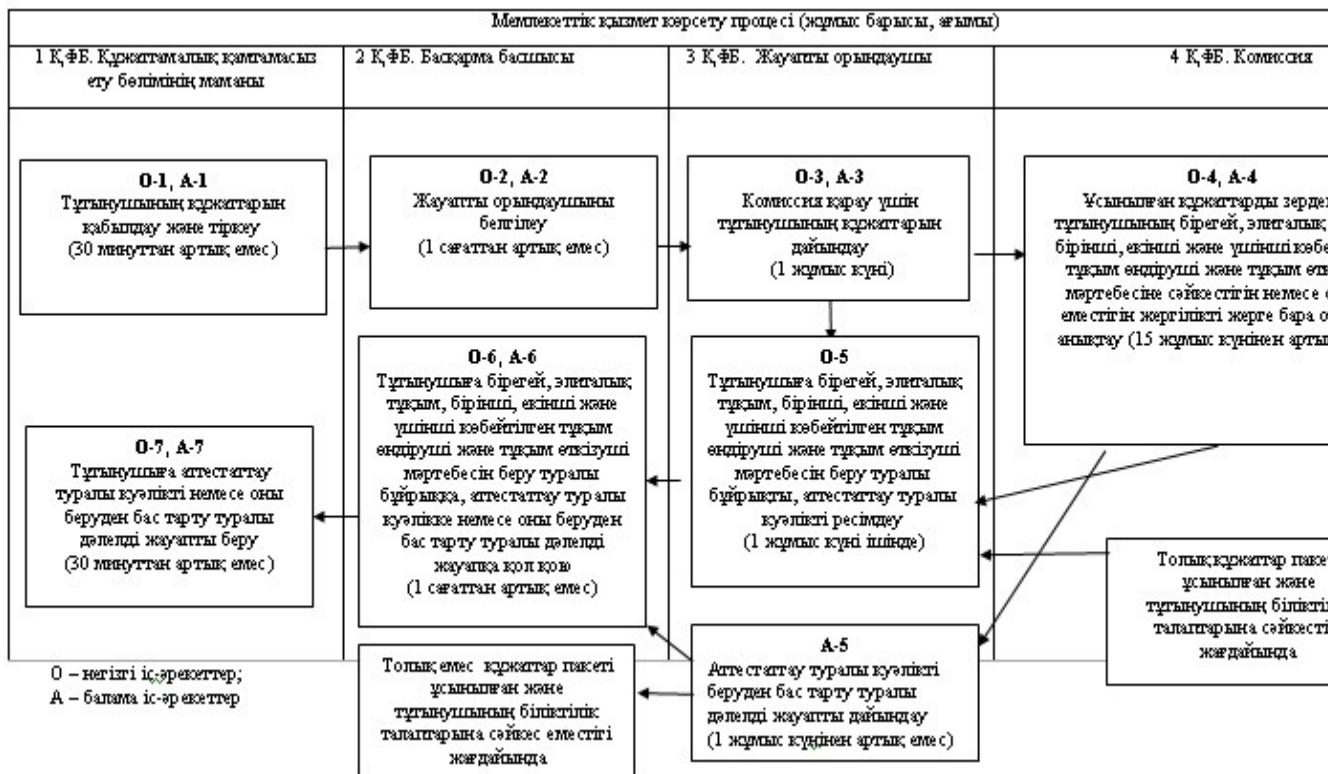 Мемлекеттік қызмет көрсету процесі (жұмыс барысы, ағымы)
1 ҚФБ. Құжаттамалық қамтамасыз
ету бөлімінің маманы
2 ҚФБ. Басқарма басшысы
3 ҚФБ. Жауапты орындаушы
4 ҚФБ. Комиссия
О-1, А-1
Тұтынушының құжаттарын
қабылдау және тіркеу
(30 минуттан артық емес)
О-2, А-2
Жауапты орындаушыны
белгілеу
(1 сағаттан артық емес)
О-3, А-3
Комиссия қарау үшін
тұтынушының құжаттарын
дайындау
(1 жұмыс күні)
О-4, А-4
Ұсынылған құжаттарды
тұтынушының бірегей, элиталық
бірінші, екінші және үшінші
тұқым өндіруші және тұқым
мәртебесіне сәйкестігін немесе
еместігін жергілікті жерге бара
анықтау (15 жұмыс күнінен
О-5
Тұтынушыға бірегей, элиталық
тұқым, бірінші, екінші және
үшінші көбейтілген тұқым
өндіруші және тұқым өткізуші
мәртебесін беру туралы
бұйрықты, аттестаттау туралы
куәлікті ресімдеу
(1 жұмыс күні ішінде)
О-6, А-6
Тұтынушыға бірегей, элиталық
тұқым, бірінші, екінші және
үшінші көбейтілген тұқым
өндіруші және тұқым өткізуші
мәртебесін беру туралы
бұйрыққа, аттестаттау туралы
куәлікке немесе оны беруден
бас тарту туралы дәлелді
жауапқа қол қою
(1 сағаттан артық емес)
О-7, А-7
Тұтынушыға аттестаттау
туралы куәлікті немесе оны
беруден бас тарту туралы
дәлелді жауапты беру
(30 минуттан артық емес)
Толық құжаттар
ұсынылған және
тұтынушының
талаптарына
жағдайында
А-5
Аттестаттау туралы куәлікті
беруден бас тарту туралы
дәлелді жауапты дайындау
(1 жұмыс күнінен артық емес)
Толық емес құжаттар пакеті
ұсынылған және
тұтынушының біліктілік
талаптарына сәйкес еместігі
жағдайында
О – негізгі іс-әрекеттер;
А – балама іс-әрекеттер